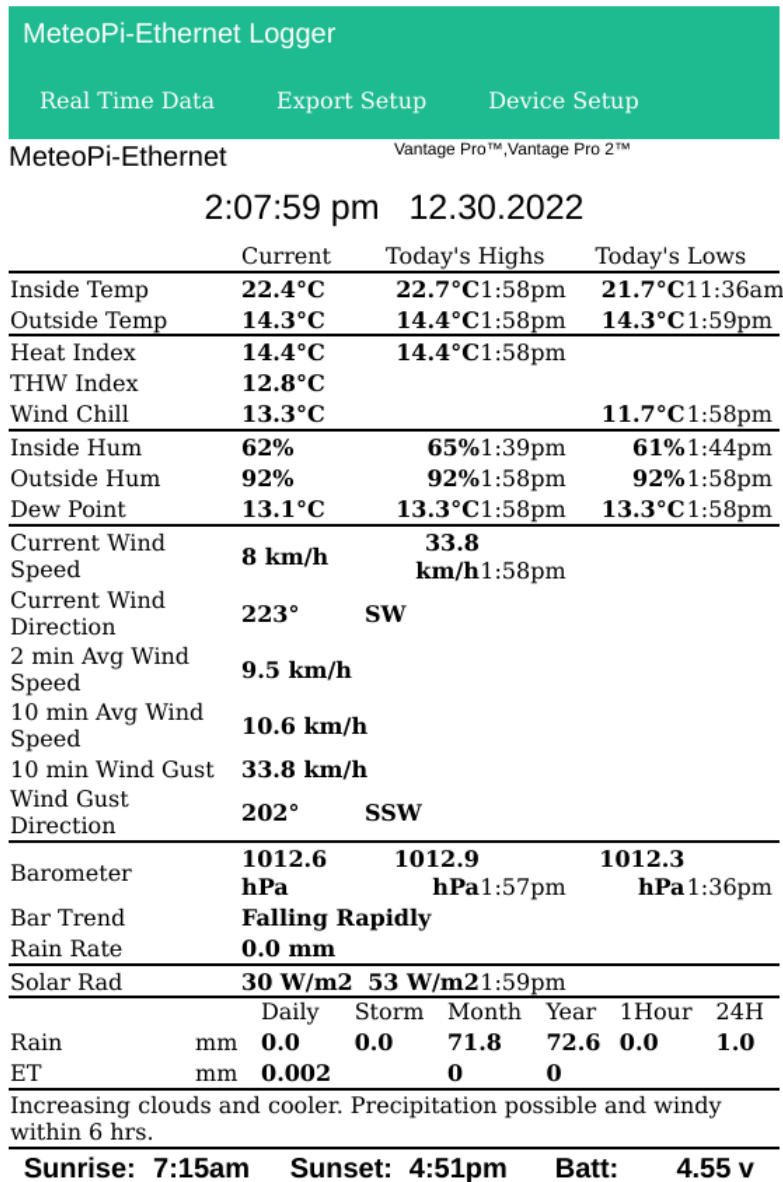 MeteoPi-Ethernet Logger
Real Time Data Export Setup Device Setup
MeteoPi-Ethernet Vantage Pro™,Vantage Pro 2™
2:07:59 pm 12.30.2022
Current Today's Highs Today's Lows
Inside Temp 22.4°C 22.7°C1:58pm 21.7°C11:36am
Outside Temp 14.3°C 14.4°C1:58pm 14.3°C1:59pm
Heat Index 14.4°C 14.4°C1:58pm
THW Index 12.8°C
Wind Chill 13.3°C 11.7°C1:58pm
Inside Hum 62% 65%1:39pm 61%1:44pm
Outside Hum 92% 92%1:58pm 92%1:58pm
Dew Point 13.1°C 13.3°C1:58pm 13.3°C1:58pm
Current Wind
Speed
8 km/h
33.8
km/h1:58pm
Current Wind
Direction
223° SW
2 min Avg Wind
Speed
9.5 km/h
10 min Avg Wind
Speed
10.6 km/h
10 min Wind Gust 33.8 km/h
Wind Gust
Direction
202° SSW
Barometer
1012.6
hPa
1012.9
hPa1:57pm
1012.3
hPa1:36pm
Bar Trend Falling Rapidly
Rain Rate 0.0 mm
Solar Rad 30 W/m2 53 W/m21:59pm
Daily Storm Month Year 1Hour 24H
Rain mm 0.0 0.0 71.8 72.6 0.0 1.0
ET mm 0.002 0 0
Increasing clouds and cooler. Precipitation possible and windy
within 6 hrs.
Sunrise: 7:15am Sunset: 4:51pm Batt: 4.55 v